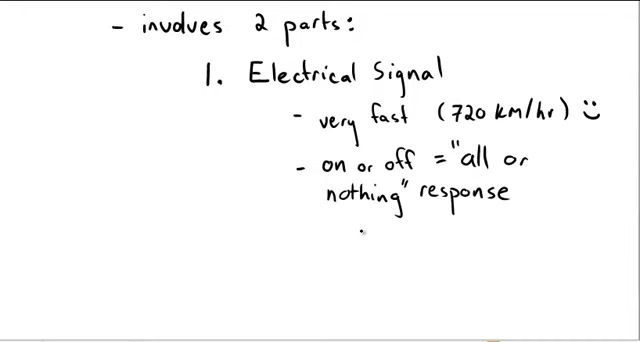 - involves 2 parts:
1. Electrical Signal
- very fast (720 km/hr) :)
- on or off = "all or
nothing" response